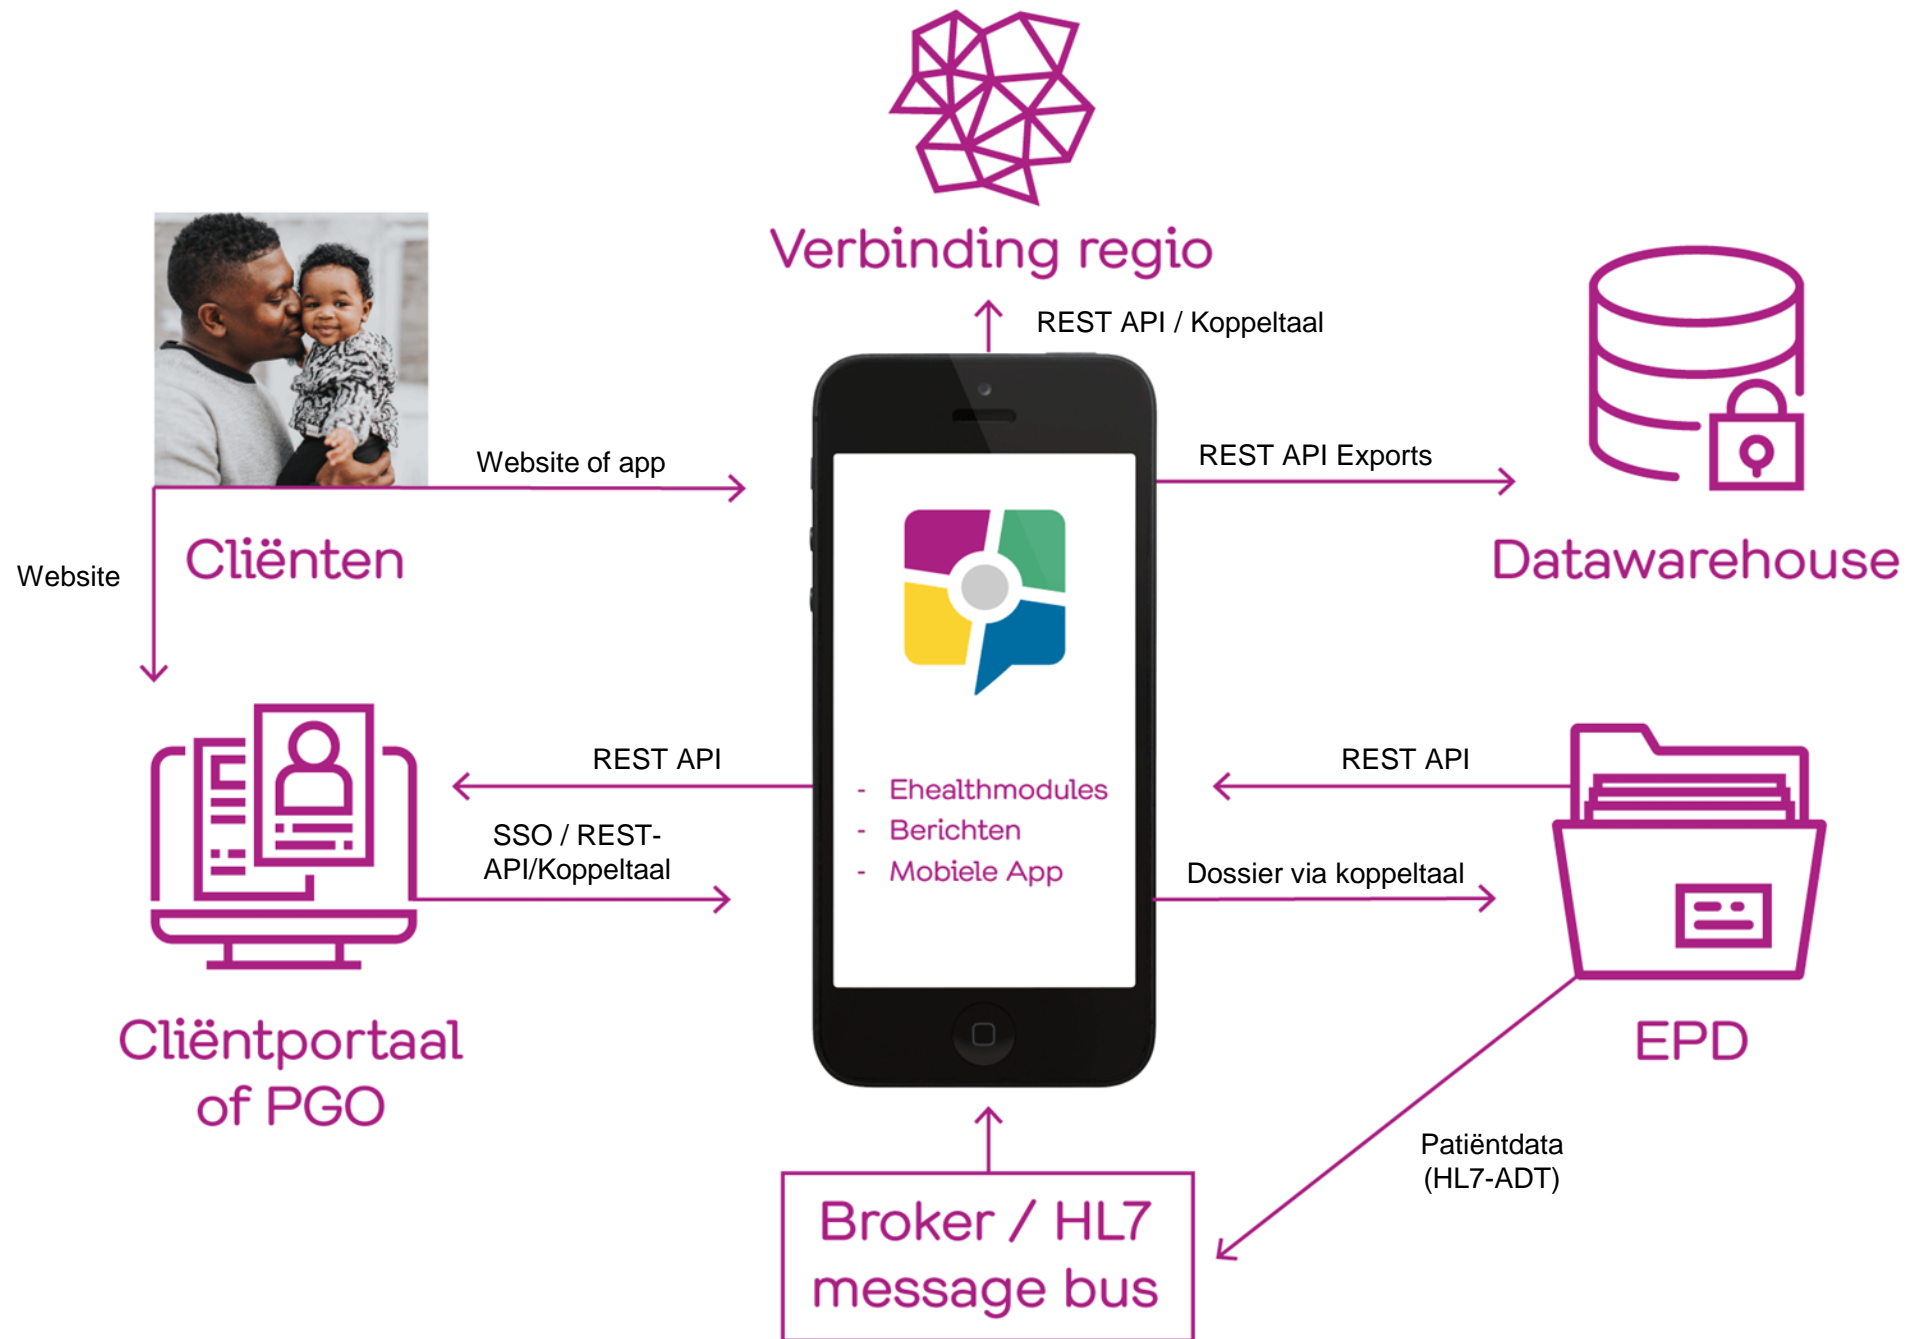 Verbinding regio
REST API / Koppeltaal
Website of app
REST API Exports
Cliënten
Website
Datawarehouse
REST API
REST API
- Ehealthmodules
- Berichten
- Mobiele App
SSO / REST-
API/Koppeltaal
Dossier via koppeltaal
Cliëntportaal
of PGO
EPD
Patiëntdata
(HL7-ADT)
Broker / HL7
message bus